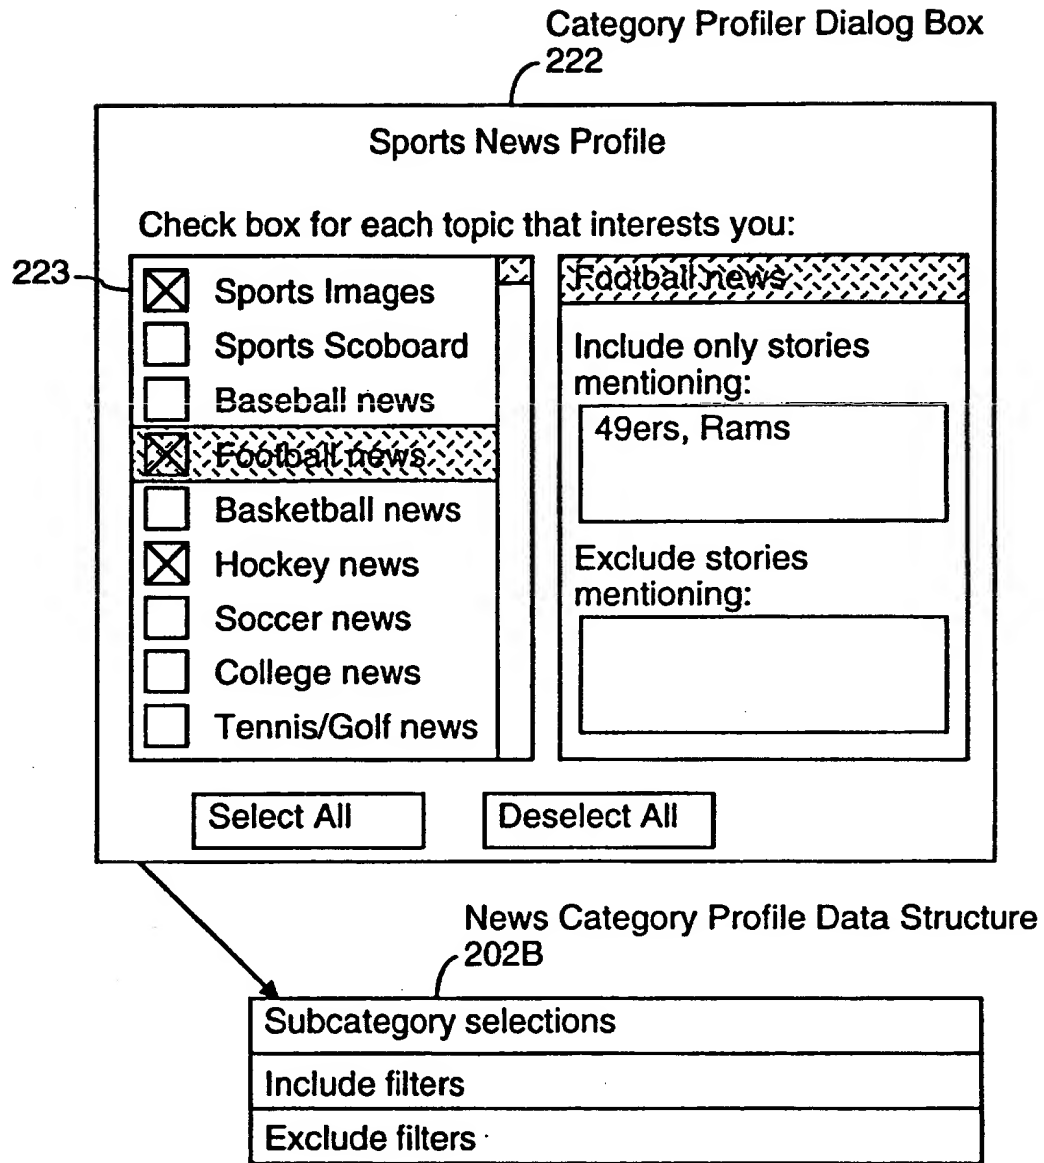 Category Profiler Dialog Box
222
Sports News Profile
Check box for each topic that interests you:
223
Sports Images
Sports Scoboard
Baseball news
Football news
Basketball news
Hockey news
Soccer news
College news
Tennis/Golf news
Football news
Include only stories
mentioning:
49ers, Rams
Exclude stories
mentioning:
Select All
Deselect All
News Category Profile Data Structure
202B
Subcategory selections
Include filters
Exclude filters